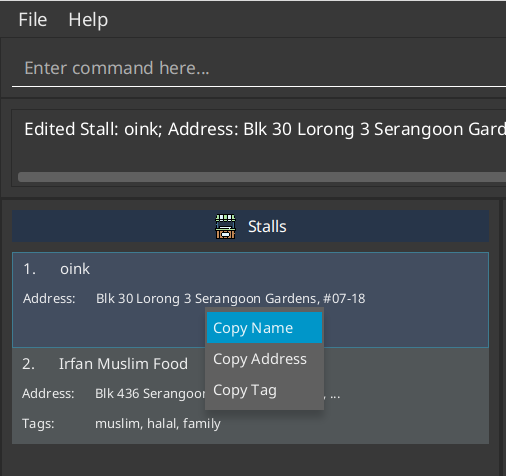 File Help
Enter command here...
Edited Stall: oink; Address: Blk 30 Lorong 3 Serangoon Gard
Stalls
1. oink
Address: Blk 30 Lorong 3 Serangoon Gardens, #07-18
Copy Name
Copy Address
Copy Tag
2. Irfan Muslim Food
Address: Blk 436 Serangoon , ...
Tags: muslim, halal, family